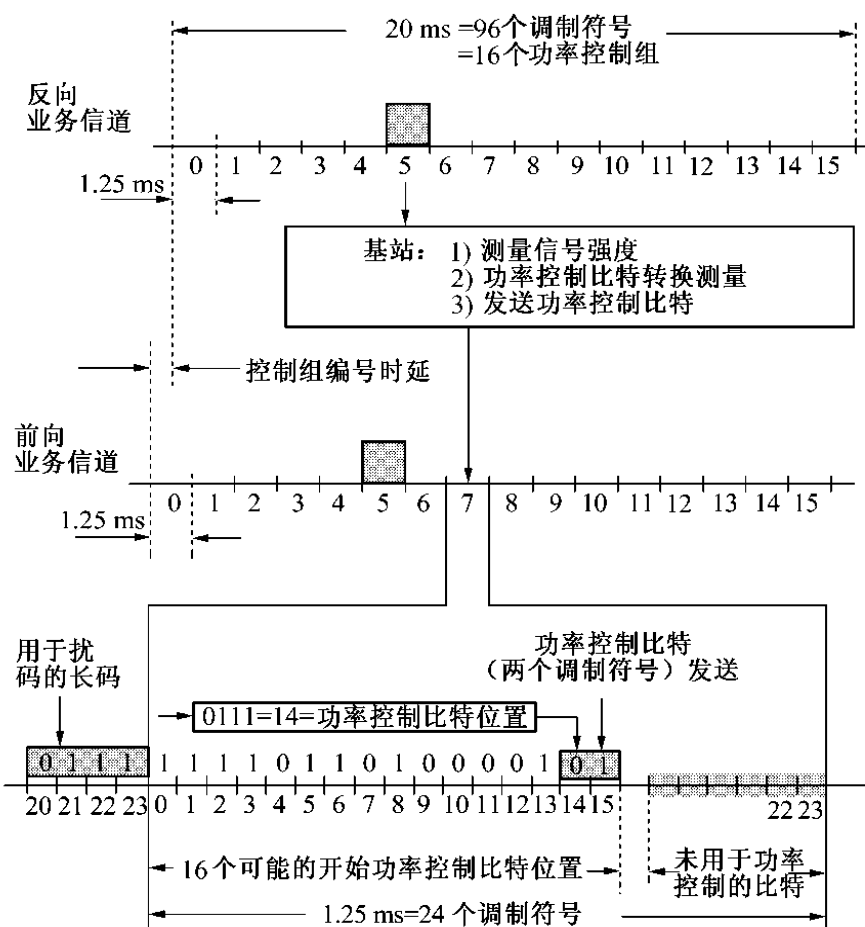 20 ms =96个调制符号
=16个功率控制组
反向
业务信道
0 1 2 3 4 5 6 7 8 9 10 11 12 13 14 15
1.25 ms
基站： 1) 测量信号强度
2) 功率控制比特转换测量
3) 发送功率控制比特
控制组编号时延
前向
业务信道
0 1 2 3 4 5 6 7 8 9 10 11 12 13 14 15
1.25 ms
用于扰
码的长码
功率控制比特
（两个调制符号）发送
0111=14=功率控制比特位置
0 1 1 1 1 1 1 1 0 1 1 0 1 0 0 0 0 1 0 1
20 21 22 23 0 1 2 3 4 5 6 7 8 9 10 11 12 13 14 15 22 23
16个可能的开始功率控制比特位置
未用于功率
控制的比特
1.25 ms=24 个调制符号